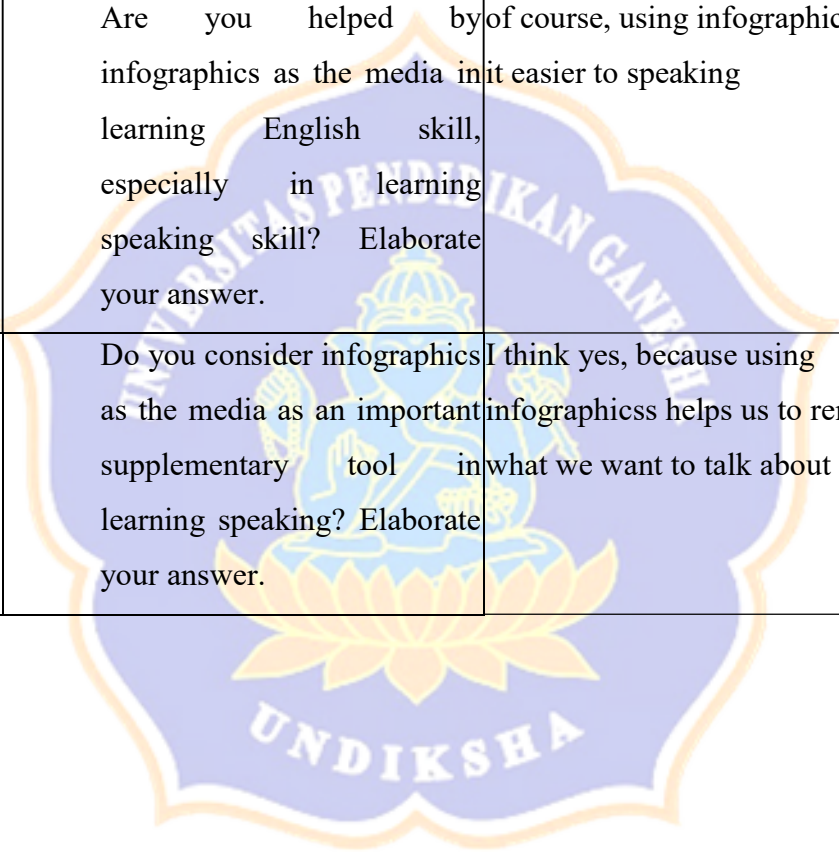 Are you helped by
infographics as the media in
learning English skill,
especially in learning
speaking skill? Elaborate
your answer.
of course, using
it easier to speaking
Do you consider infographics
as the media as an important
supplementary tool in
learning speaking? Elaborate
your answer.
I think yes, because using
infographicss helps us to
what we want to talk about
UNIVERSITAS PENDIDIKAN GANESHA
UNDIKSHA